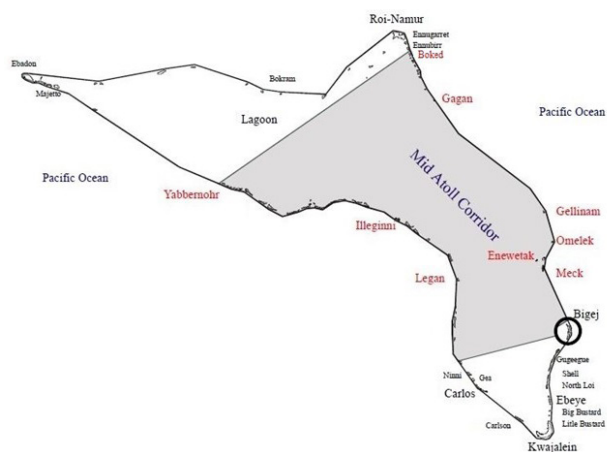 Roi-Namur
Ennugarret
Ennubirr
Boked
Ebadon
Majetto
Bokram
Gagan
Lagoon
Pacific Ocean
Pacific Ocean
Mid Atoll Corridor
Yabbernohr
Illeginni
Gellinam
Omelek
Enewetak
Meck
Legan
Bigej
Gugeegue
Shell
North Loi
Ninni
Gea
Carlos
Ebeye
Big Bustard
Litle Bustard
Carlson
Kwajalein